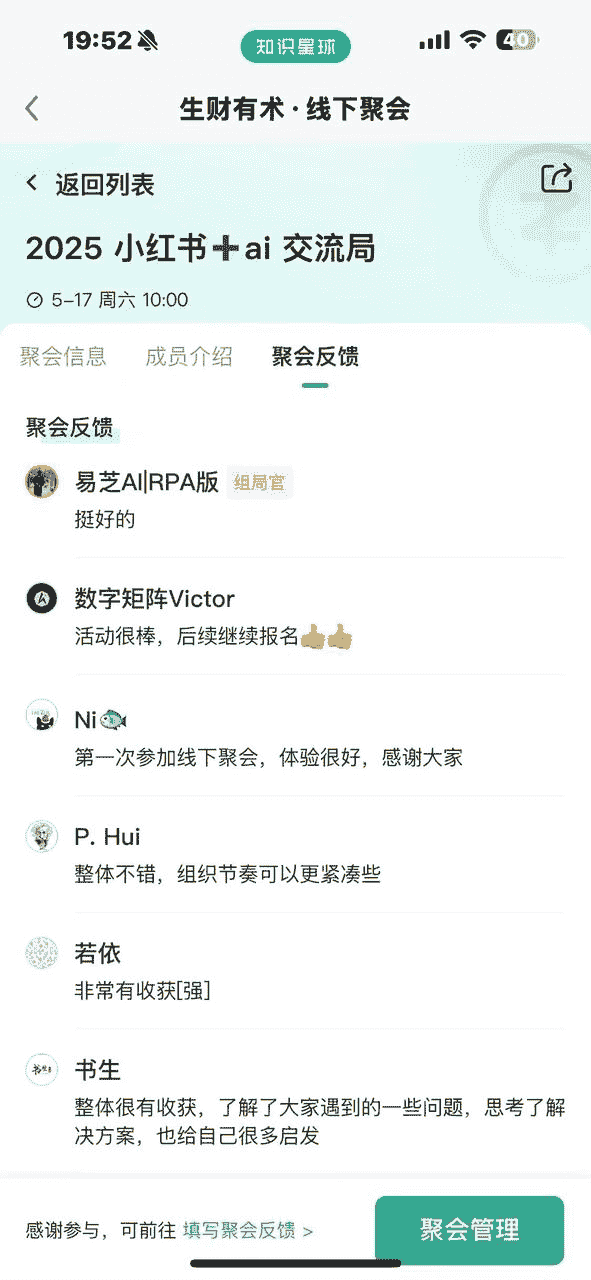 19:52
知识星球
40
生财有术·线下聚会
返回列表
2025 小红书➕ai 交流局
5-17 周六 10:00
聚会信息 成员介绍 聚会反馈
聚会反馈
易芝AI|RPA版 组局官
挺好的
数字矩阵Victor
活动很棒，后续继续报名👍👍
Ni🐟
第一次参加线下聚会，体验很好，感谢大家
P. Hui
整体不错，组织节奏可以更紧凑些
若依
非常有收获[强]
书生
整体很有收获，了解了大家遇到的一些问题，思考了解
决方案，也给自己很多启发
感谢参与，可前往 填写聚会反馈 >
聚会管理